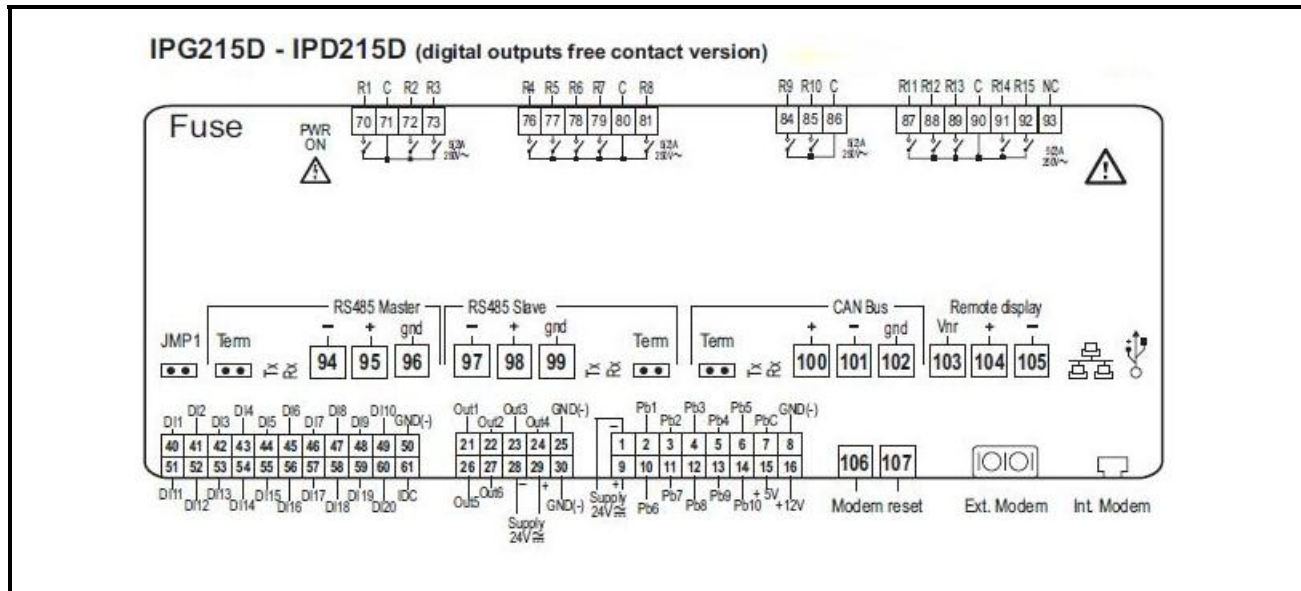 IPG215D - IPD215D (digital outputs free contact version)
R1 C R2 R3 R4 R5 R6 R7 C R8 R9 R10 C R11 R12 R13 C R14 R15 NC
Fuse
PWR ON
70 71 72 73 76 77 78 79 80 81 84 85 86 87 88 89 90 91 92 93
RS485 Master RS485 Slave CAN Bus Remote display
JMP1 Term − + gnd − + gnd Term Term + − gnd Vnr + −
Tx Rx 94 95 96 97 98 99 Tx Rx Tx Rx 100 101 102 103 104 105
DI2 DI4 DI6 DI8 DI10 Out1 Out3 GND(-) Pb1 Pb3 Pb5 GND(-)
DI1 DI3 DI5 DI7 DI9 GND(-) Out2 Out4 − Pb2 Pb4 PbC
40 41 42 43 44 45 46 47 48 49 50 21 22 23 24 25 1 2 3 4 5 6 7 8
51 52 53 54 55 56 57 58 59 60 61 26 27 28 29 30 9 10 11 12 13 14 15 16 106 107
DI11 DI13 DI15 DI17 DI19 IDC Out5 Out6 − + GND(-) + Pb7 Pb9 + 5V
DI12 DI14 DI16 DI18 DI20 Supply 24V≂ Pb6 Pb8 Pb10 +12V Modem reset Ext. Modem Int. Modem
Supply
24V≂